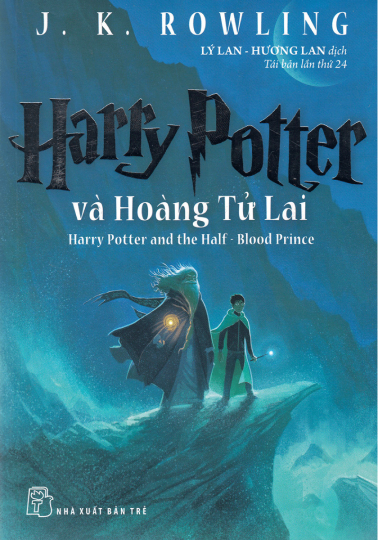 J. K. ROWLING
LÝ LAN - HƯƠNG LAN dịch
Tái bản lần thứ 24
Harry Potter
và Hoàng Tử Lai
Harry Potter and the Half - Blood Prince
NHÀ XUẤT BẢN TRẺ